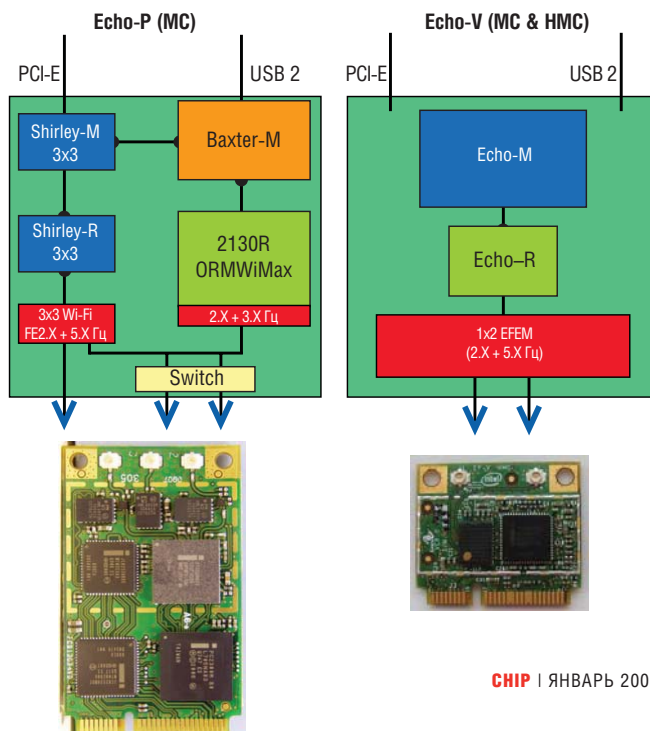 Echo-P (MC)
PCI-E
USB 2
Shirley-M
3x3
Baxter-M
Shirley-R
3x3
2130R
ORMWiMax
3x3 Wi-Fi
FE2.X + 5.X Гц
2.X + 3.X Гц
Switch
Echo-V (MC & HMC)
PCI-E
USB 2
Echo-M
Echo–R
1x2 EFEM
(2.X + 5.X Гц)
305
CHIP | ЯНВАРЬ 200